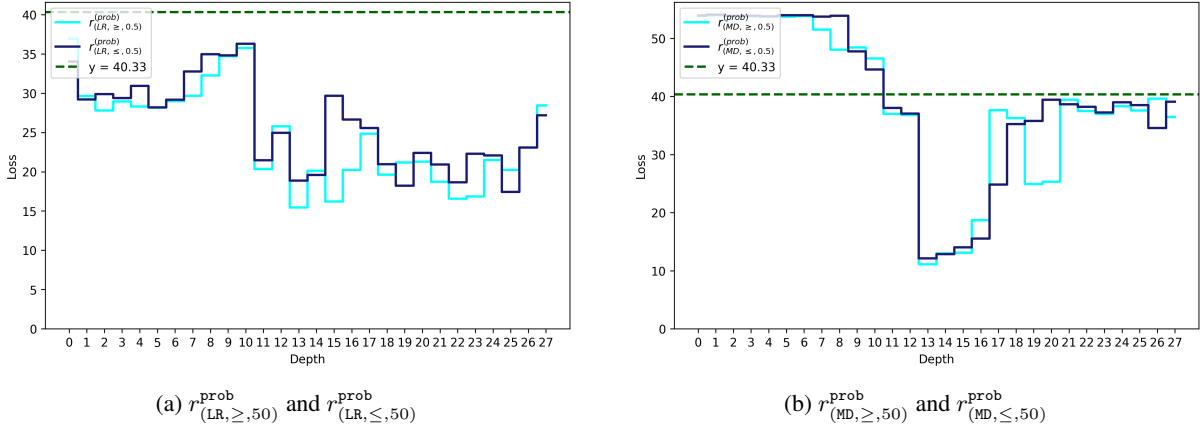 40
35
30
25
20
15
10
5
0
Loss
r^{(prob)}_{(LR, ≥, 0.5)}
r^{(prob)}_{(LR, ≤, 0.5)}
y = 40.33
0 1 2 3 4 5 6 7 8 9 10 11 12 13 14 15 16 17 18 19 20 21 22 23 24 25 26 27
Depth
(a) r^{prob}_{(LR,≥,50)} and r^{prob}_{(LR,≤,50)}
50
40
30
20
10
0
Loss
r^{(prob)}_{(MD, ≥, 0.5)}
r^{(prob)}_{(MD, ≤, 0.5)}
y = 40.33
0 1 2 3 4 5 6 7 8 9 10 11 12 13 14 15 16 17 18 19 20 21 22 23 24 25 26 27
Depth
(b) r^{prob}_{(MD,≥,50)} and r^{prob}_{(MD,≤,50)}